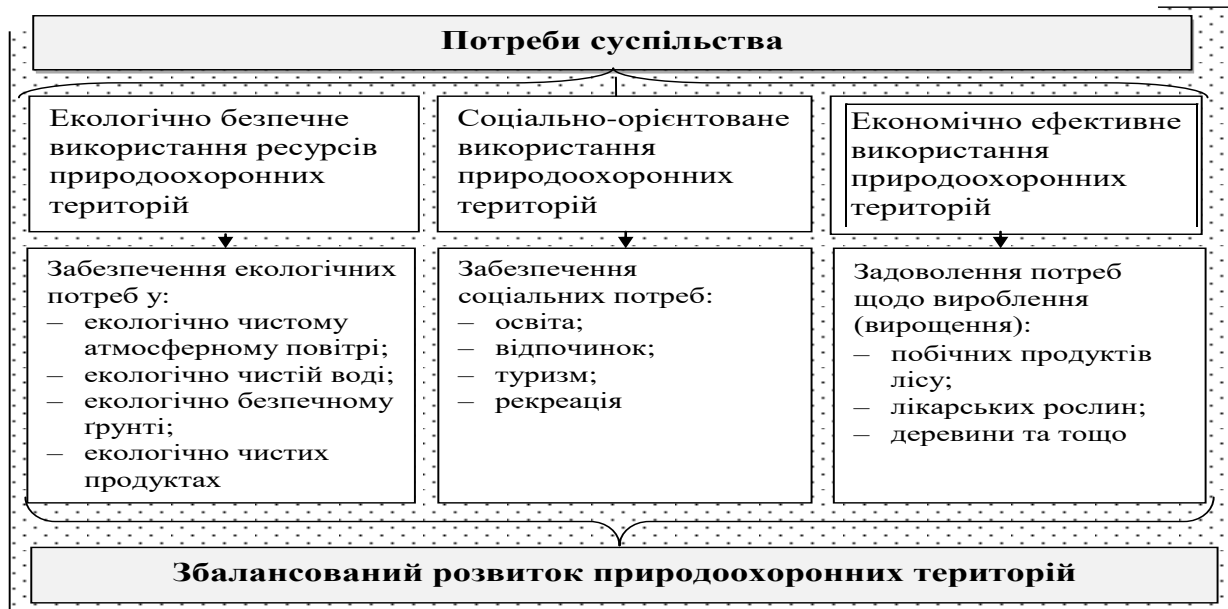 Потреби суспільства
Екологічно безпечне
використання ресурсів
природоохоронних
територій
Соціально-орієнтоване
використання
природоохоронних
територій
Економічно ефективне
використання
природоохоронних
територій
Забезпечення екологічних
потреб у:
– екологічно чистому
атмосферному повітрі;
– екологічно чистій воді;
– екологічно безпечному
ґрунті;
– екологічно чистих
продуктах
Забезпечення
соціальних потреб:
– освіта;
– відпочинок;
– туризм;
– рекреація
Задоволення потреб
щодо вироблення
(вирощення):
– побічних продуктів
лісу;
– лікарських рослин;
– деревини та тощо
Збалансований розвиток природоохоронних територій